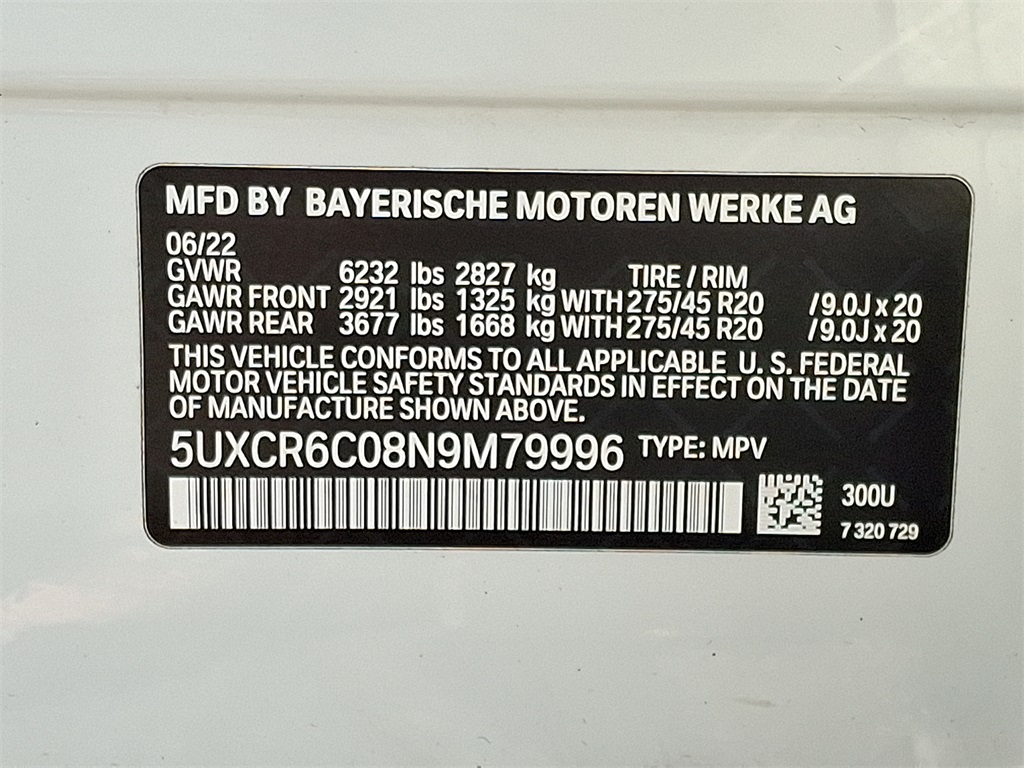 MFD BY BAYERISCHE MOTOREN WERKE AG
06/22
GVWR 6232 lbs 2827 kg TIRE / RIM
GAWR FRONT 2921 lbs 1325 kg WITH 275/45 R20 /9.0J x 20
GAWR REAR 3677 lbs 1668 kg WITH 275/45 R20 /9.0J x 20
THIS VEHICLE CONFORMS TO ALL APPLICABLE U. S. FEDERAL
MOTOR VEHICLE SAFETY STANDARDS IN EFFECT ON THE DATE
OF MANUFACTURE SHOWN ABOVE.
5UXCR6C08N9M79996 TYPE: MPV
300U
7 320 729